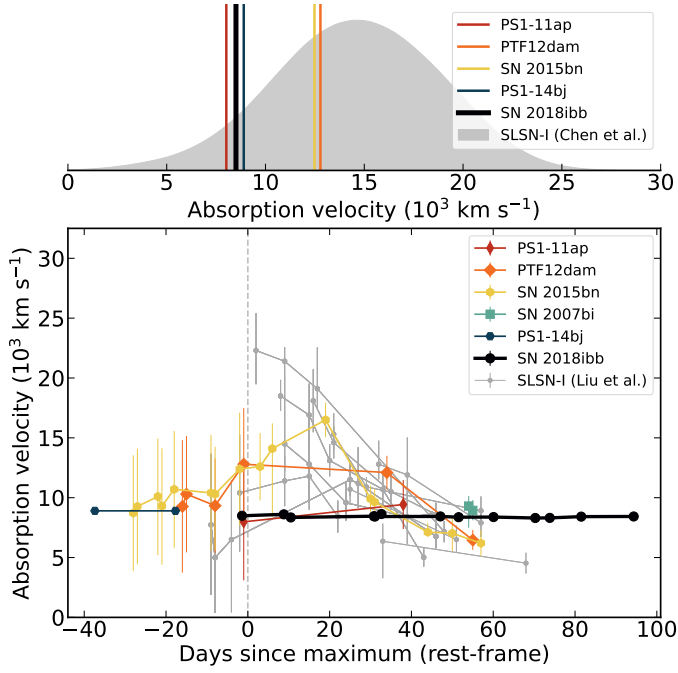 PS1-11ap
PTF12dam
SN 2015bn
PS1-14bj
SN 2018ibb
SLSN-I (Chen et al.)
0 5 10 15 20 25 30
Absorption velocity (10³ km s⁻¹)
PS1-11ap
PTF12dam
SN 2015bn
SN 2007bi
PS1-14bj
SN 2018ibb
SLSN-I (Liu et al.)
Absorption velocity (10³ km s⁻¹)
30
25
20
15
10
5
0
−40 −20 0 20 40 60 80 100
Days since maximum (rest-frame)